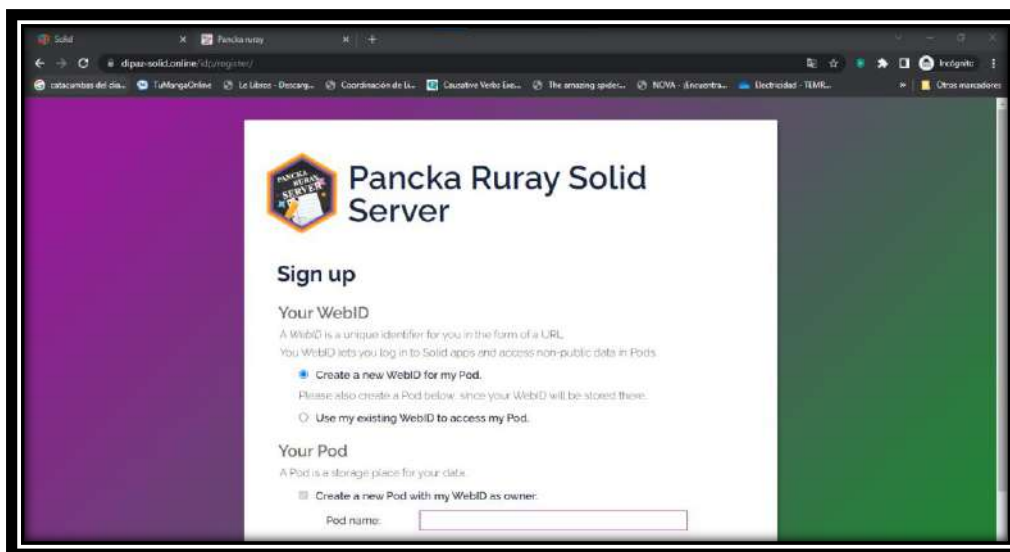 Solid
Pancka ruray
dipaz-solid.online/idp/register/
Incógnito
catacumbas del dia...
TuMangaOnline
Le Libros - Descarg...
Coordinación de Li...
Causative Verbs Exe...
The amazing spider...
NOVA - ¡Encuentra...
Electricidad - TEMR...
»
Otros marcadores
PANCKA
RURAY
SERVER
Pancka Ruray Solid
Server
Sign up
Your WebID
A WebID is a unique identifier for you in the form of a URL.
You WebID lets you log in to Solid apps and access non-public data in Pods.
Create a new WebID for my Pod.
Please also create a Pod below, since your WebID will be stored there.
Use my existing WebID to access my Pod.
Your Pod
A Pod is a storage place for your data.
Create a new Pod with my WebID as owner.
Pod name: